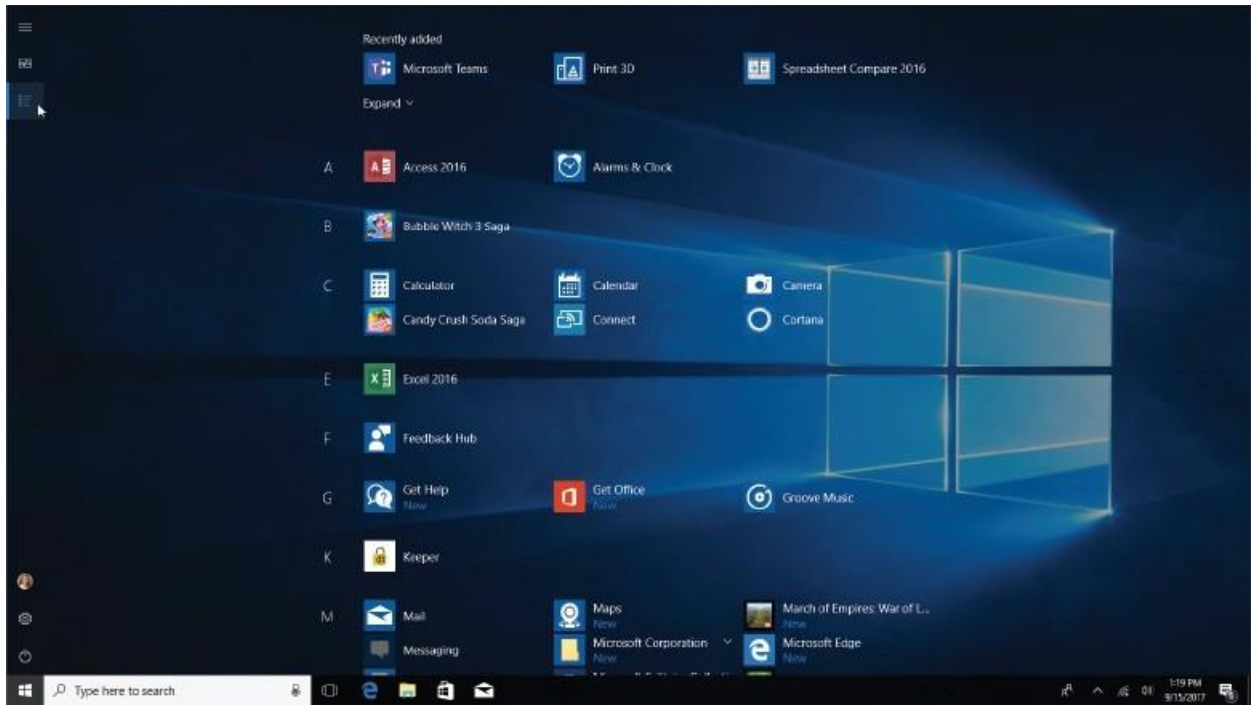 Recently added
Microsoft Teams
Print 3D
Spreadsheet Compare 2016
Expand
A
Access 2016
Alarms & Clock
B
Bubble Witch 3 Saga
C
Calculator
Calendar
Camera
Candy Crush Soda Saga
Connect
Cortana
E
Excel 2016
F
Feedback Hub
G
Get Help
New
Get Office
New
Groove Music
K
Keeper
M
Mail
Maps
New
March of Empires: War of L...
New
Messaging
Microsoft Corporation
New
Microsoft Edge
New
Type here to search
1:19 PM
9/15/2017